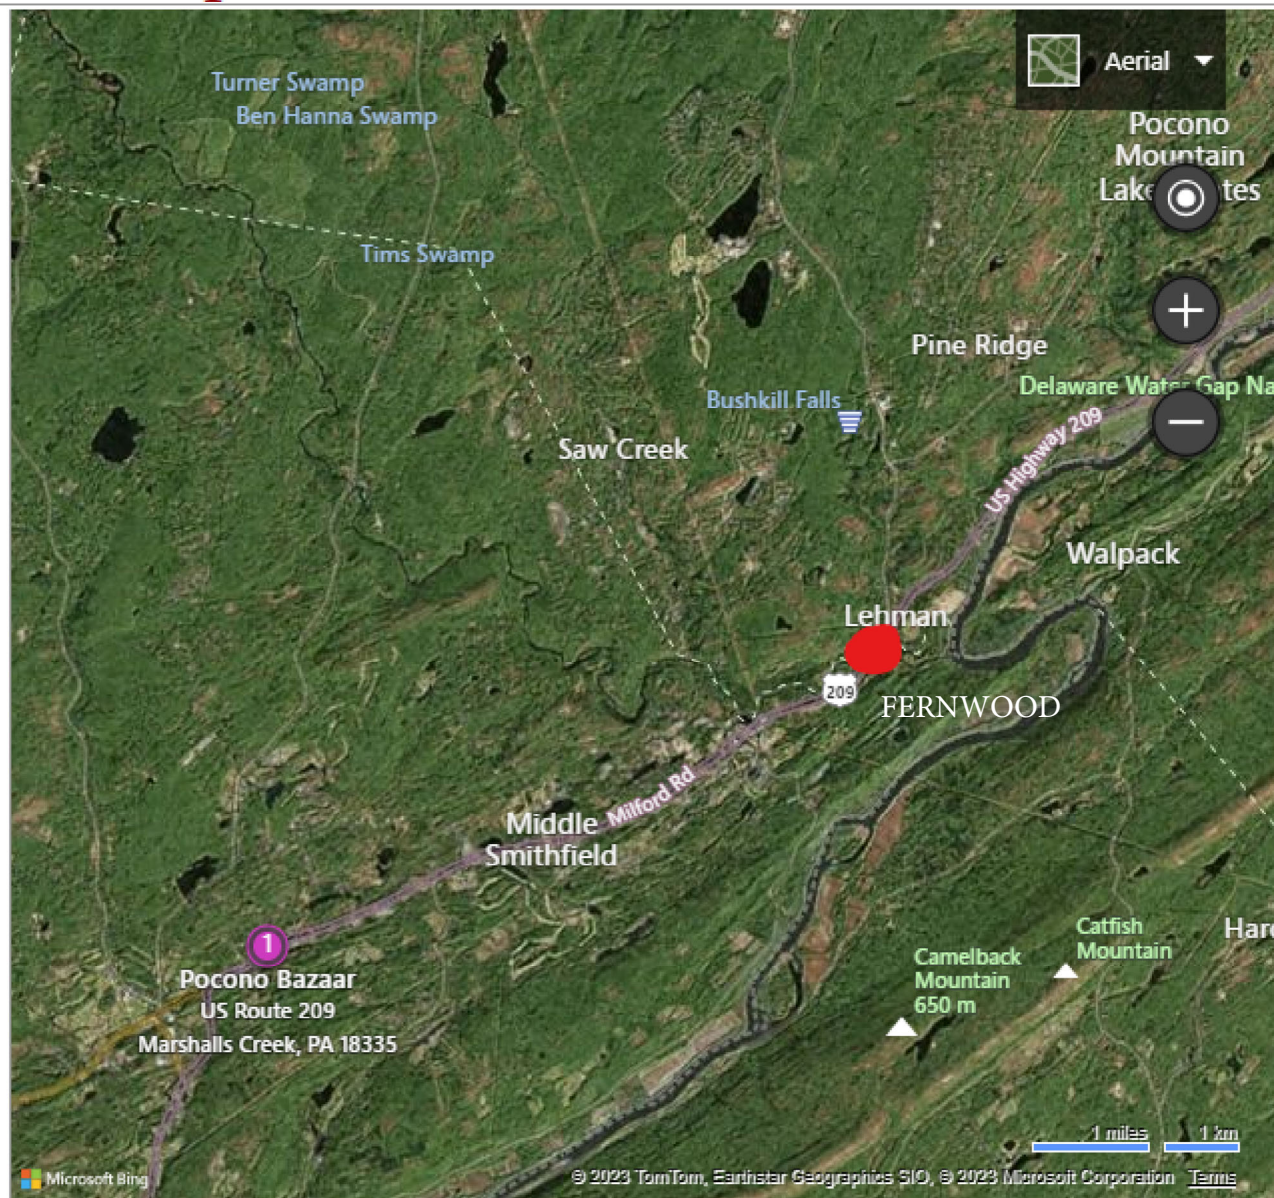 Aerial
Turner Swamp
Ben Hanna Swamp
Pocono
Mountain
Tims Swamp
Pine Ridge
Delaware Water Gap Na
Bushkill Falls
US Highway 209
Saw Creek
Walpack
Lehman
209
FERNWOOD
Milford Rd
Middle
Smithfield
1
Pocono Bazaar
US Route 209
Marshalls Creek, PA 18335
Catfish
Mountain
Camelback
Mountain
650 m
1 miles
1 km
Microsoft Bing
© 2023 TomTom, Earthstar Geographics SIO, © 2023 Microsoft Corporation Terms